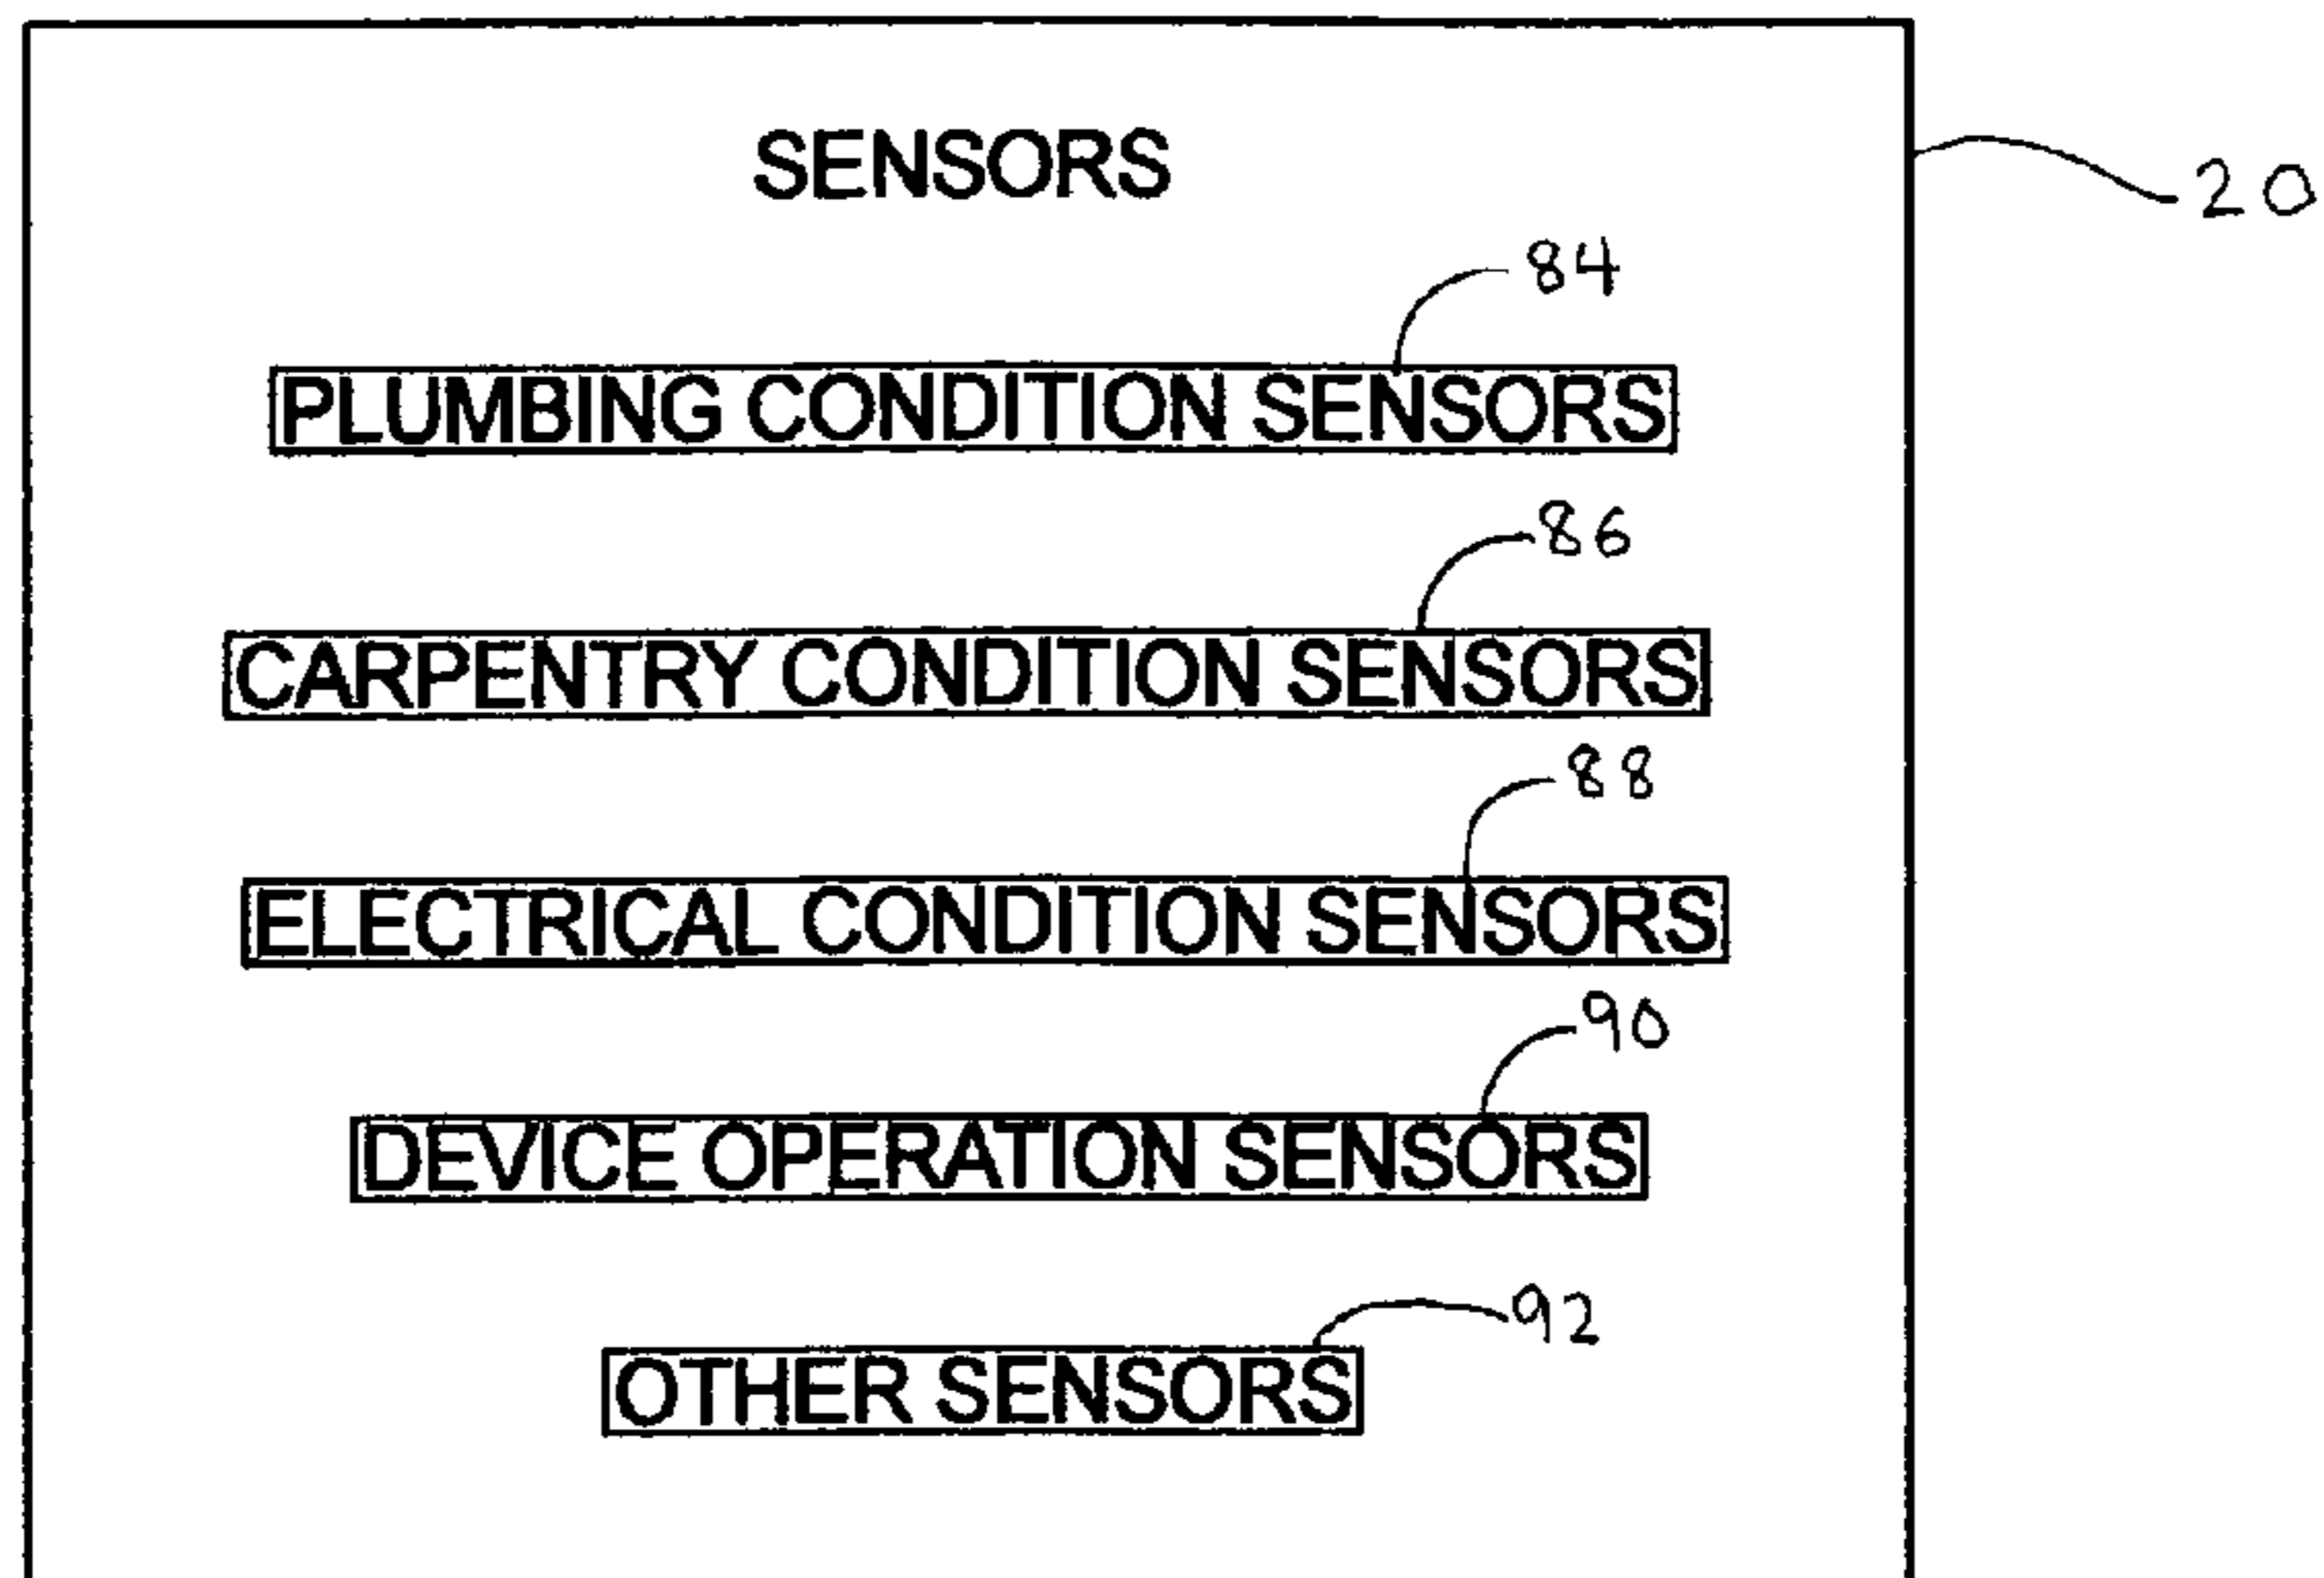 SENSORS
20
84
PLUMBING CONDITION SENSORS
86
CARPENTRY CONDITION SENSORS
88
ELECTRICAL CONDITION SENSORS
90
DEVICE OPERATION SENSORS
92
OTHER SENSORS